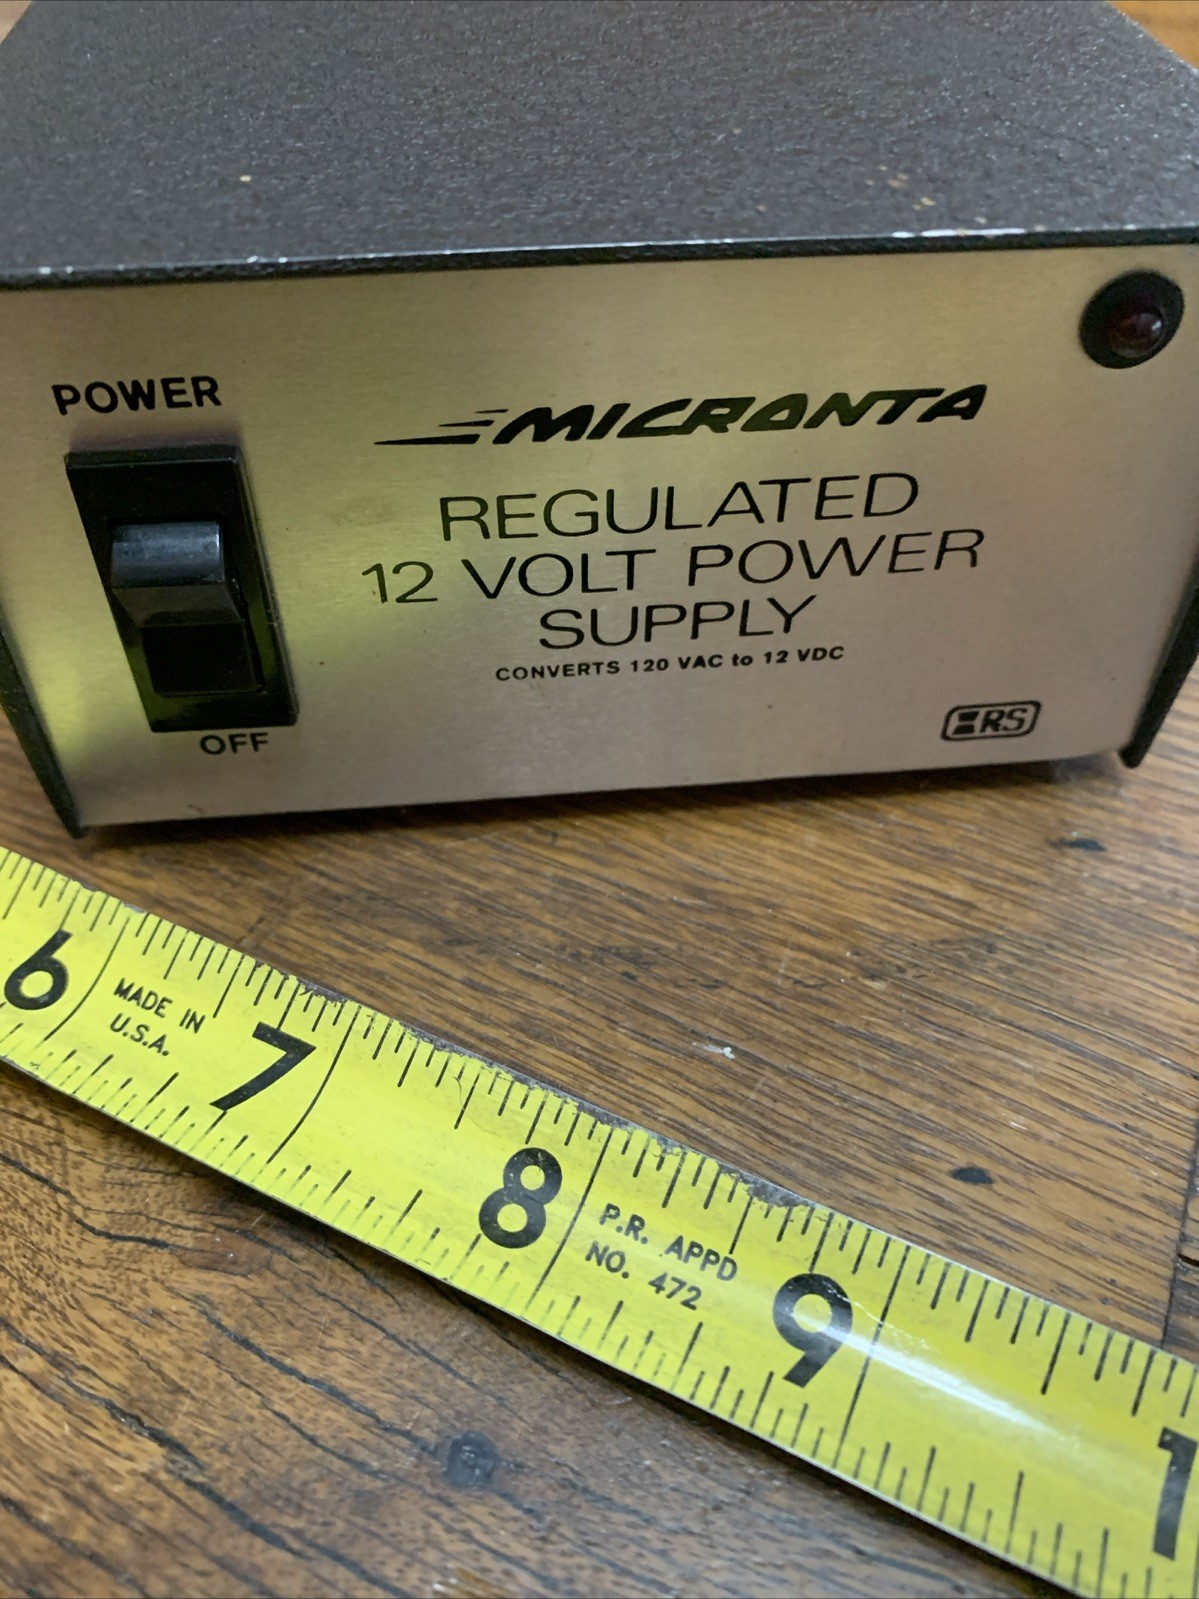 POWER
MICRONTA
REGULATED
12 VOLT POWER
SUPPLY
CONVERTS 120 VAC to 12 VDC
OFF
RS
6
MADE IN
U.S.A.
7
8
P.R. APPD
NO. 472
9
1